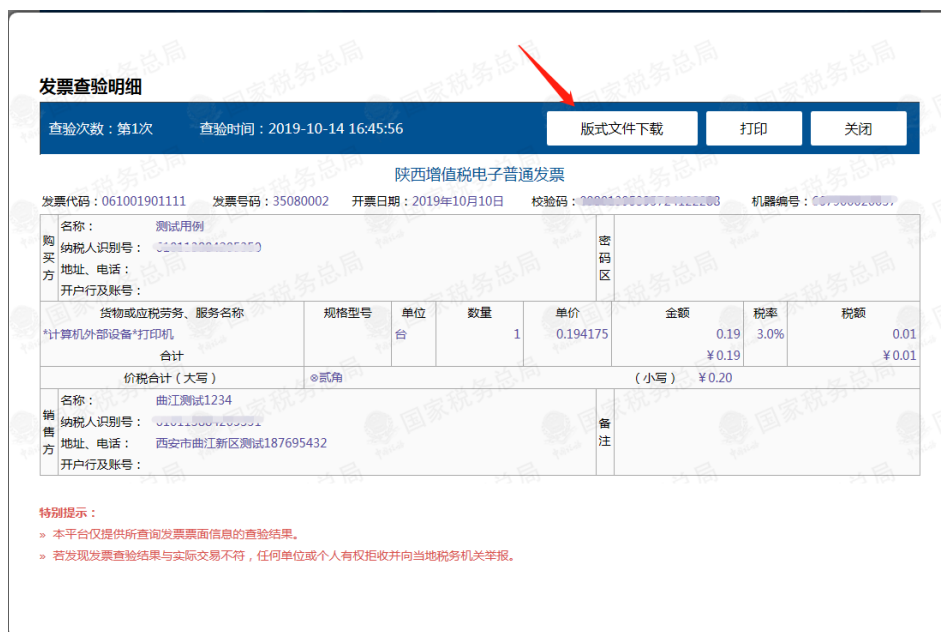 发票查验明细
查验次数：第1次 查验时间：2019-10-14 16:45:56 版式文件下载 打印 关闭
陕西增值税电子普通发票
发票代码：061001901111 发票号码：35080002 开票日期：2019年10月10日 校验码： 机器编号：
购买方
名称： 测试用例
纳税人识别号：
地址、电话：
开户行及账号：
密码区
货物或应税劳务、服务名称 规格型号 单位 数量 单价 金额 税率 税额
*计算机外部设备*打印机 台 1 0.194175 0.19 3.0% 0.01
合计 ¥0.19 ¥0.01
价税合计（大写） ⊗贰角 （小写） ¥0.20
销售方
名称： 曲江测试1234
纳税人识别号：
地址、电话： 西安市曲江新区测试187695432
开户行及账号：
备注
特别提示：
» 本平台仅提供所查询发票票面信息的查验结果。
» 若发现发票查验结果与实际交易不符，任何单位或个人有权拒收并向当地税务机关举报。
国家税务总局